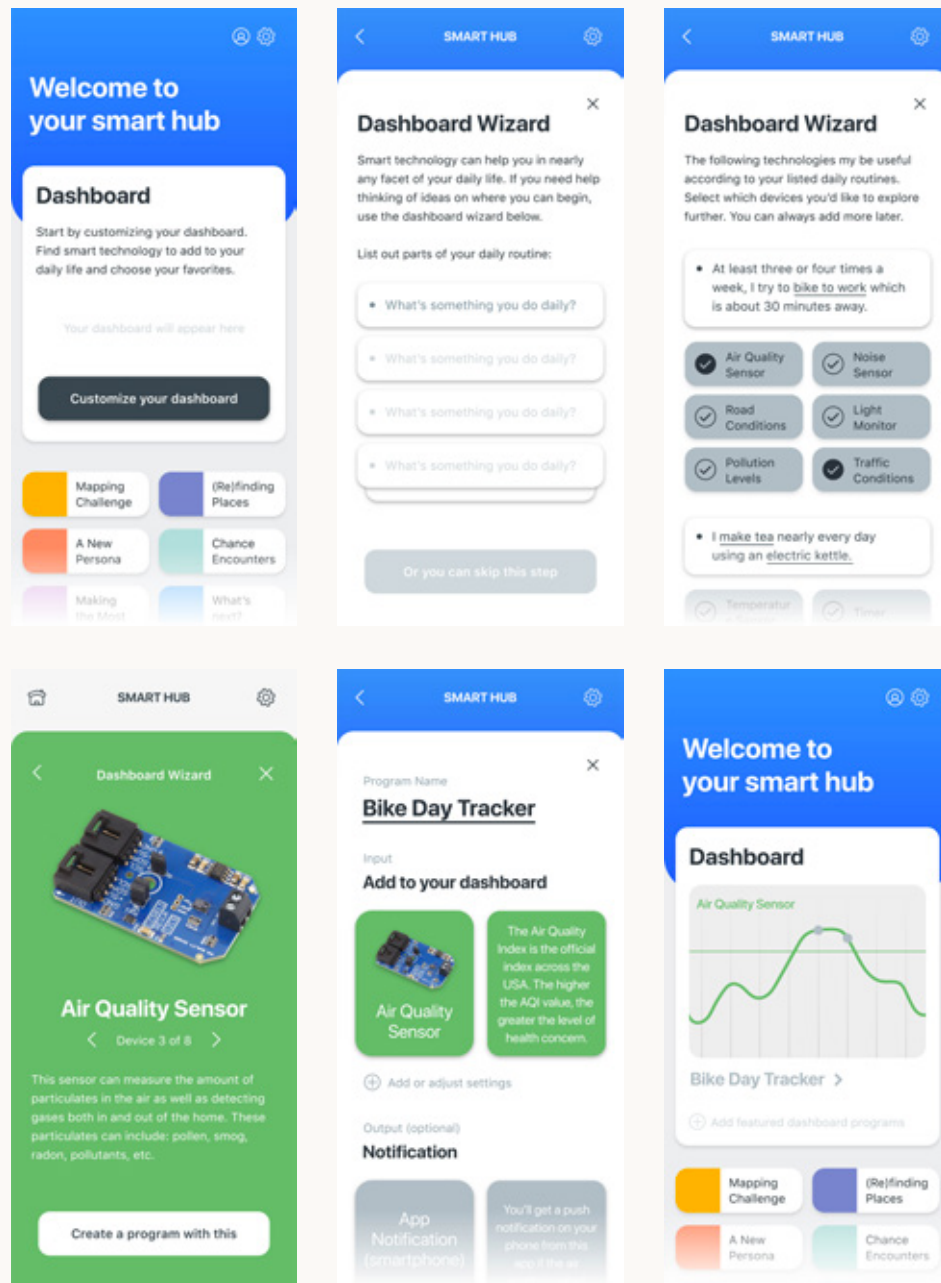 Welcome to
your smart hub
Dashboard
Start by customizing your dashboard.
Find smart technology to add to your
daily life and choose your favorites.
Your dashboard will appear here
Customize your dashboard
Mapping
Challenge
(Re)finding
Places
A New
Persona
Chance
Encounters
Making
the Most
What's
next?
SMART HUB
Dashboard Wizard
Smart technology can help you in nearly
any facet of your daily life. If you need help
thinking of ideas on where you can begin,
use the dashboard wizard below.
List out parts of your daily routine:
• What's something you do daily?
• What's something you do daily?
• What's something you do daily?
• What's something you do daily?
Or you can skip this step
SMART HUB
Dashboard Wizard
The following technologies my be useful
according to your listed daily routines.
Select which devices you'd like to explore
further. You can always add more later.
• At least three or four times a
week, I try to bike to work which
is about 30 minutes away.
Air Quality
Sensor
Noise
Sensor
Road
Conditions
Light
Monitor
Pollution
Levels
Traffic
Conditions
• I make tea nearly every day
using an electric kettle.
Temperatur
Timer
SMART HUB
Dashboard Wizard
Air Quality Sensor
Device 3 of 8
This sensor can measure the amount of
particulates in the air as well as detecting
gases both in and out of the home. These
particulates can include: pollen, smog,
radon, pollutants, etc.
Create a program with this
SMART HUB
Program Name
Bike Day Tracker
Input
Add to your dashboard
Air Quality
Sensor
The Air Quality
Index is the official
index across the
USA. The higher
the AQI value, the
greater the level of
health concern.
Add or adjust settings
Output (optional)
Notification
App
Notification
(smartphone)
You'll get a push
notification on your
phone from this
app if the
Welcome to
your smart hub
Dashboard
Air Quality Sensor
Bike Day Tracker >
Add featured dashboard programs
Mapping
Challenge
(Re)finding
Places
A New
Persona
Chance
Encounters